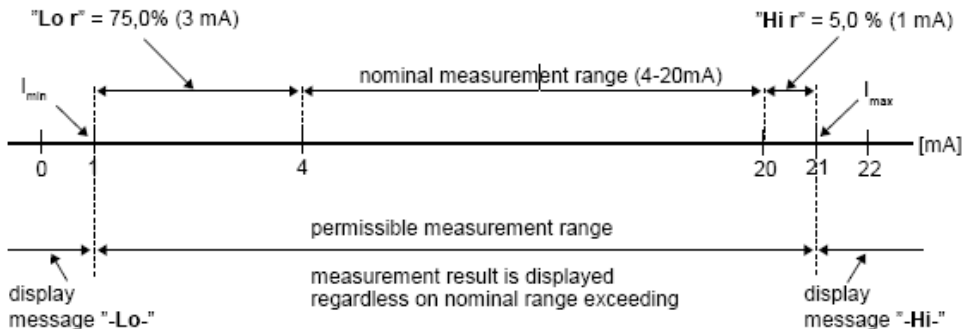 "Lo r" = 75,0% (3 mA)
"Hi r" = 5,0 % (1 mA)
nominal measurement range (4-20mA)
Imin
Imax
[mA]
0 1 4 20 21 22
permissible measurement range
measurement result is displayed
regardless on nominal range exceeding
display
message "-Lo-"
display
message "-Hi-"